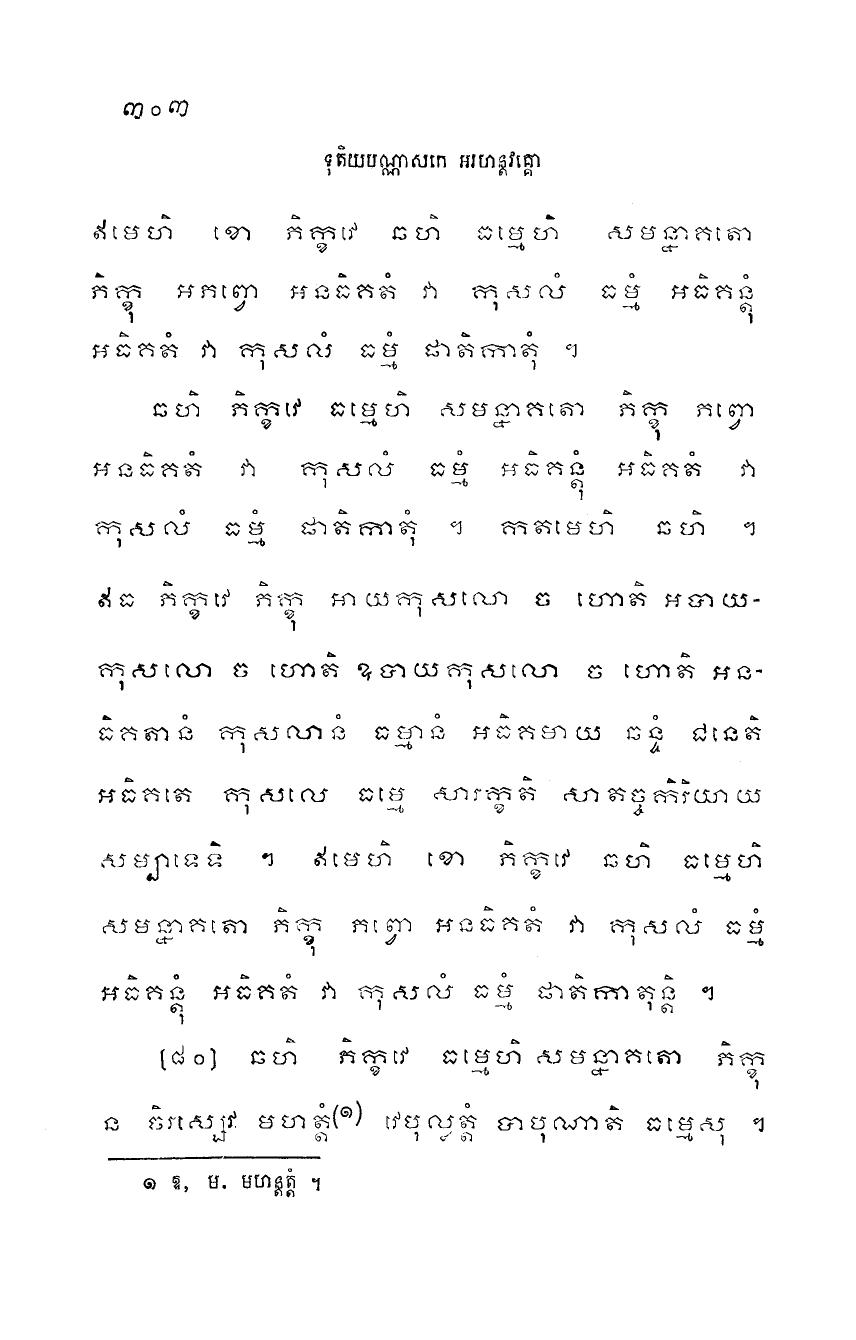 ៣០៣
ទុតិយបណ្ណាសកេ អរហន្តវគ្គោ
ឥមេហិ ខោ ភិក្ខវេ ឆហិ ធម្មេហិ សមន្នាគតោ
ភិក្ខុ អភព្វោ អនធិគតំ វា កុសលំ ធម្មំ អធិគន្តុំ
អធិគតំ វា កុសលំ ធម្មំ ផាតិកាតុំ ។
ឆហិ ភិក្ខវេ ធម្មេហិ សមន្នាគតោ ភិក្ខុ ភព្វោ
អនធិគតំ វា កុសលំ ធម្មំ អធិគន្តុំ អធិគតំ វា
កុសលំ ធម្មំ ផាតិកាតុំ ។ កតមេហិ ឆហិ ។
ឥធ ភិក្ខវេ ភិក្ខុ អាយកុសលោ ច ហោតិ អបាយ-
កុសលោ ច ហោតិ ឧបាយកុសលោ ច ហោតិ អន-
ធិគតានំ កុសលានំ ធម្មានំ អធិគមាយ ឆន្ទំ ជនេតិ
អធិគតេ កុសលេ ធម្មេ សារក្ខតិ សាតច្ចកិរិយាយ
សម្បាទេទិ ។ ឥមេហិ ខោ ភិក្ខវេ ឆហិ ធម្មេហិ
សមន្នាគតោ ភិក្ខុ ភព្វោ អនធិគតំ វា កុសលំ ធម្មំ
អធិគន្តុំ អធិគតំ វា កុសលំ ធម្មំ ផាតិកាតុន្តិ ។
[៨០] ឆហិ ភិក្ខវេ ធម្មេហិ សមន្នាគតោ ភិក្ខុ
ន ចិរស្សេវ មហត្តំ(១) វេបុល្លត្តំ បាបុណាតិ ធម្មេសុ ។
១ ឱ, ម. មហន្តត្តំ ។